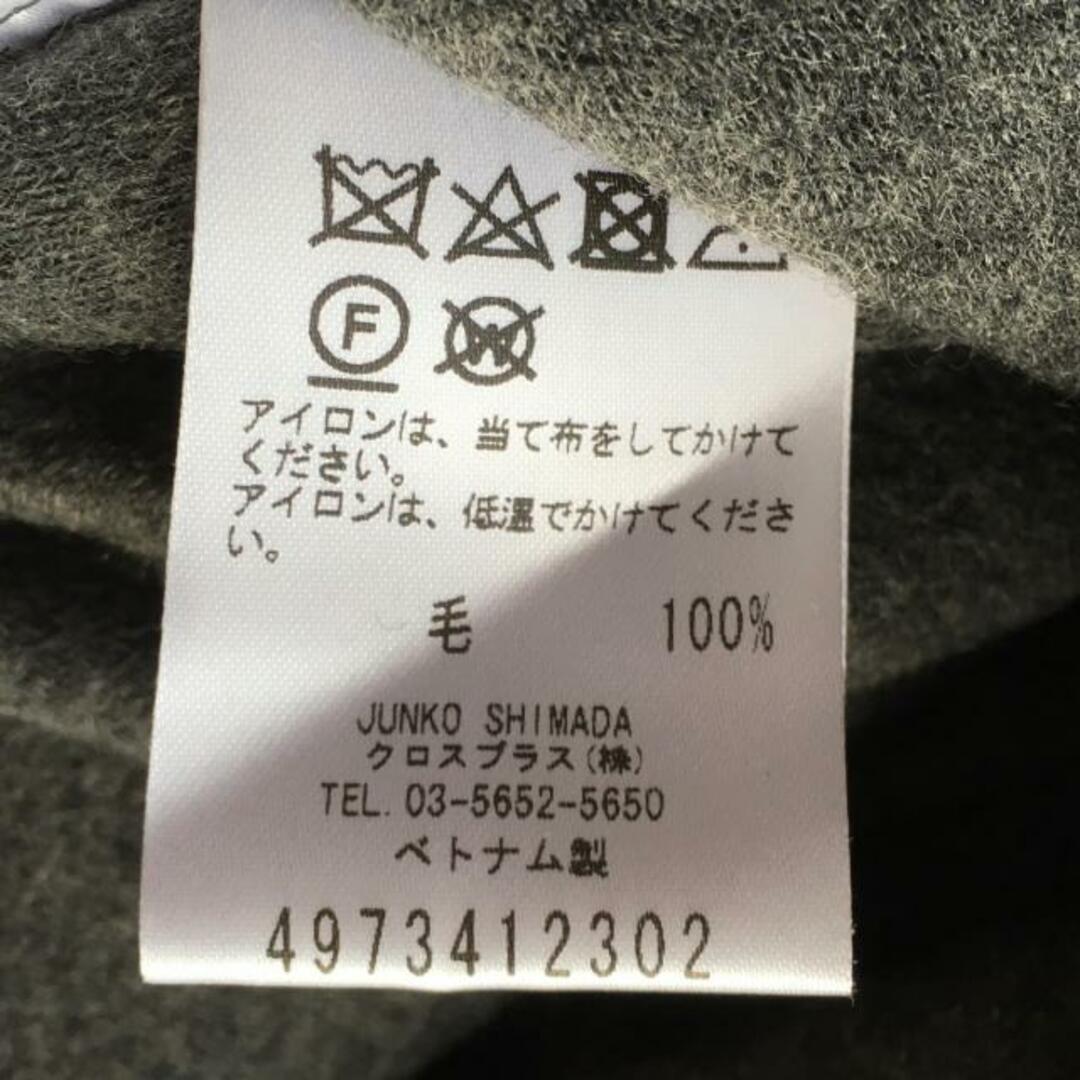 F W
アイロンは、当て布をしてかけて
ください。
アイロンは、低温でかけてくださ
い。
毛 100%
JUNKO SHIMADA
クロスプラス(株)
TEL. 03-5652-5650
ベトナム製
4973412302